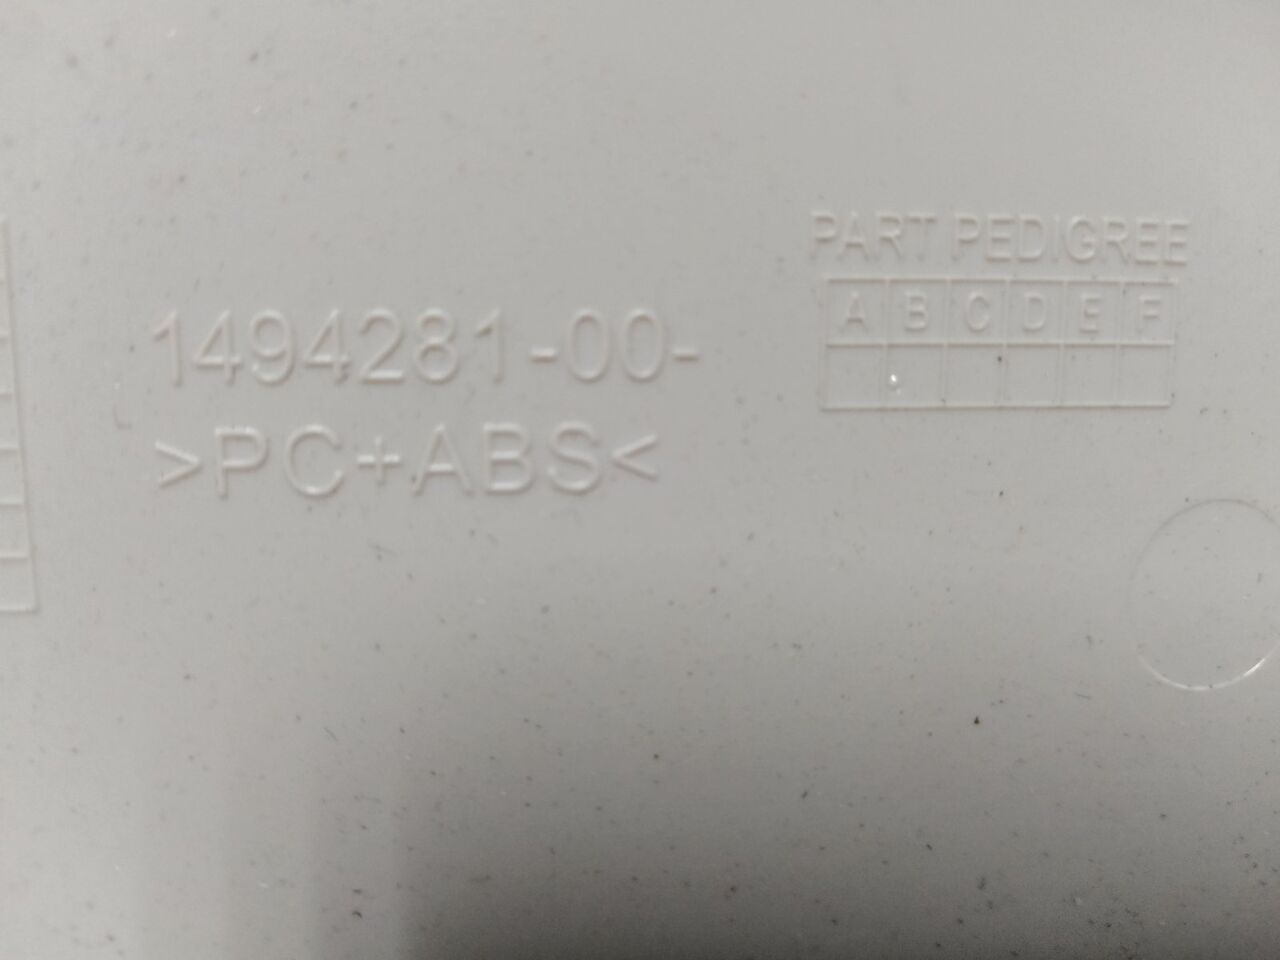 PART PEDIGREE
A B C D E F
1494281-00-
>PC+ABS<